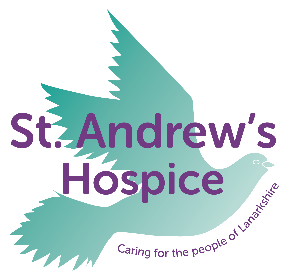 St. Andrew's
Hospice
Caring for the people of Lanarkshire